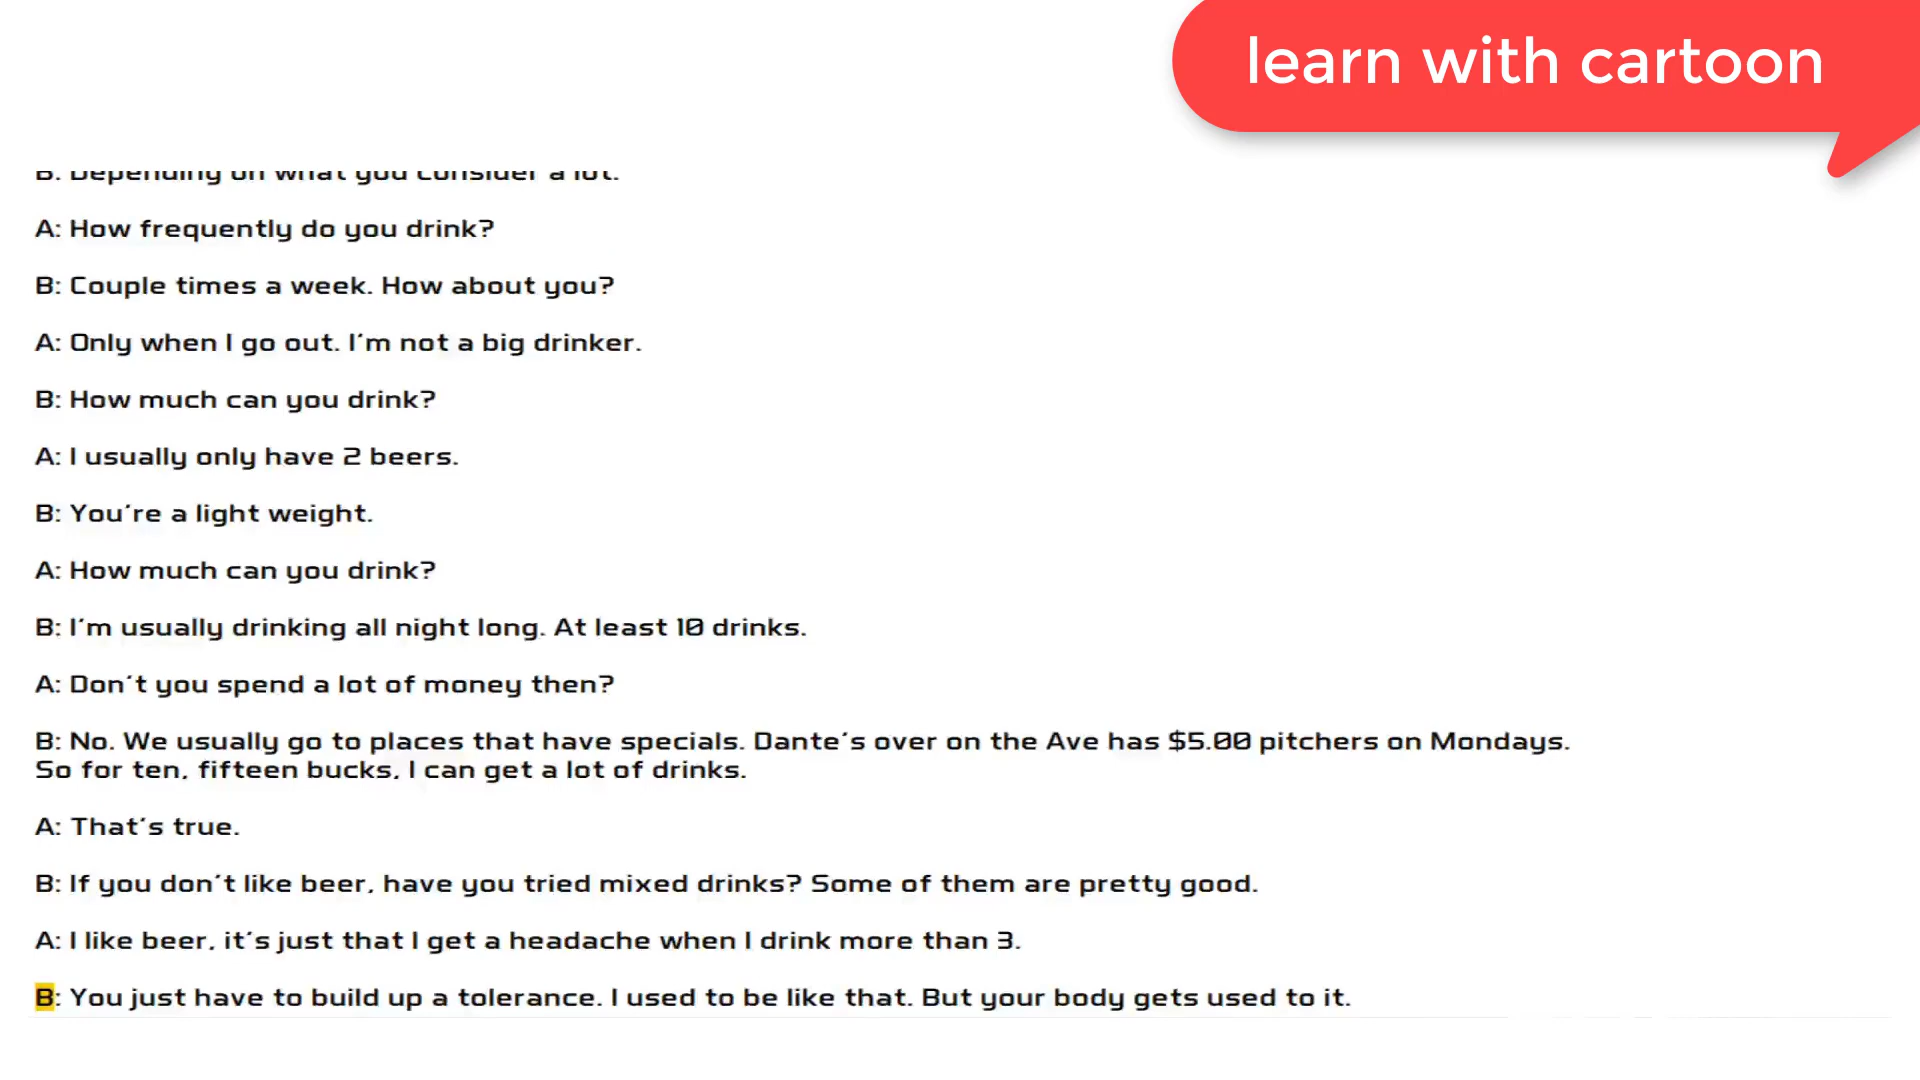 learn with cartoon
B: Depending on what you consider a lot.
A: How frequently do you drink?
B: Couple times a week. How about you?
A: Only when I go out. I'm not a big drinker.
B: How much can you drink?
A: I usually only have 2 beers.
B: You're a light weight.
A: How much can you drink?
B: I'm usually drinking all night long. At least 10 drinks.
A: Don't you spend a lot of money then?
B: No. We usually go to places that have specials. Dante's over on the Ave has $5.00 pitchers on Mondays.
So for ten, fifteen bucks, I can get a lot of drinks.
A: That's true.
B: If you don't like beer, have you tried mixed drinks? Some of them are pretty good.
A: I like beer, it's just that I get a headache when I drink more than 3.
B: You just have to build up a tolerance. I used to be like that. But your body gets used to it.